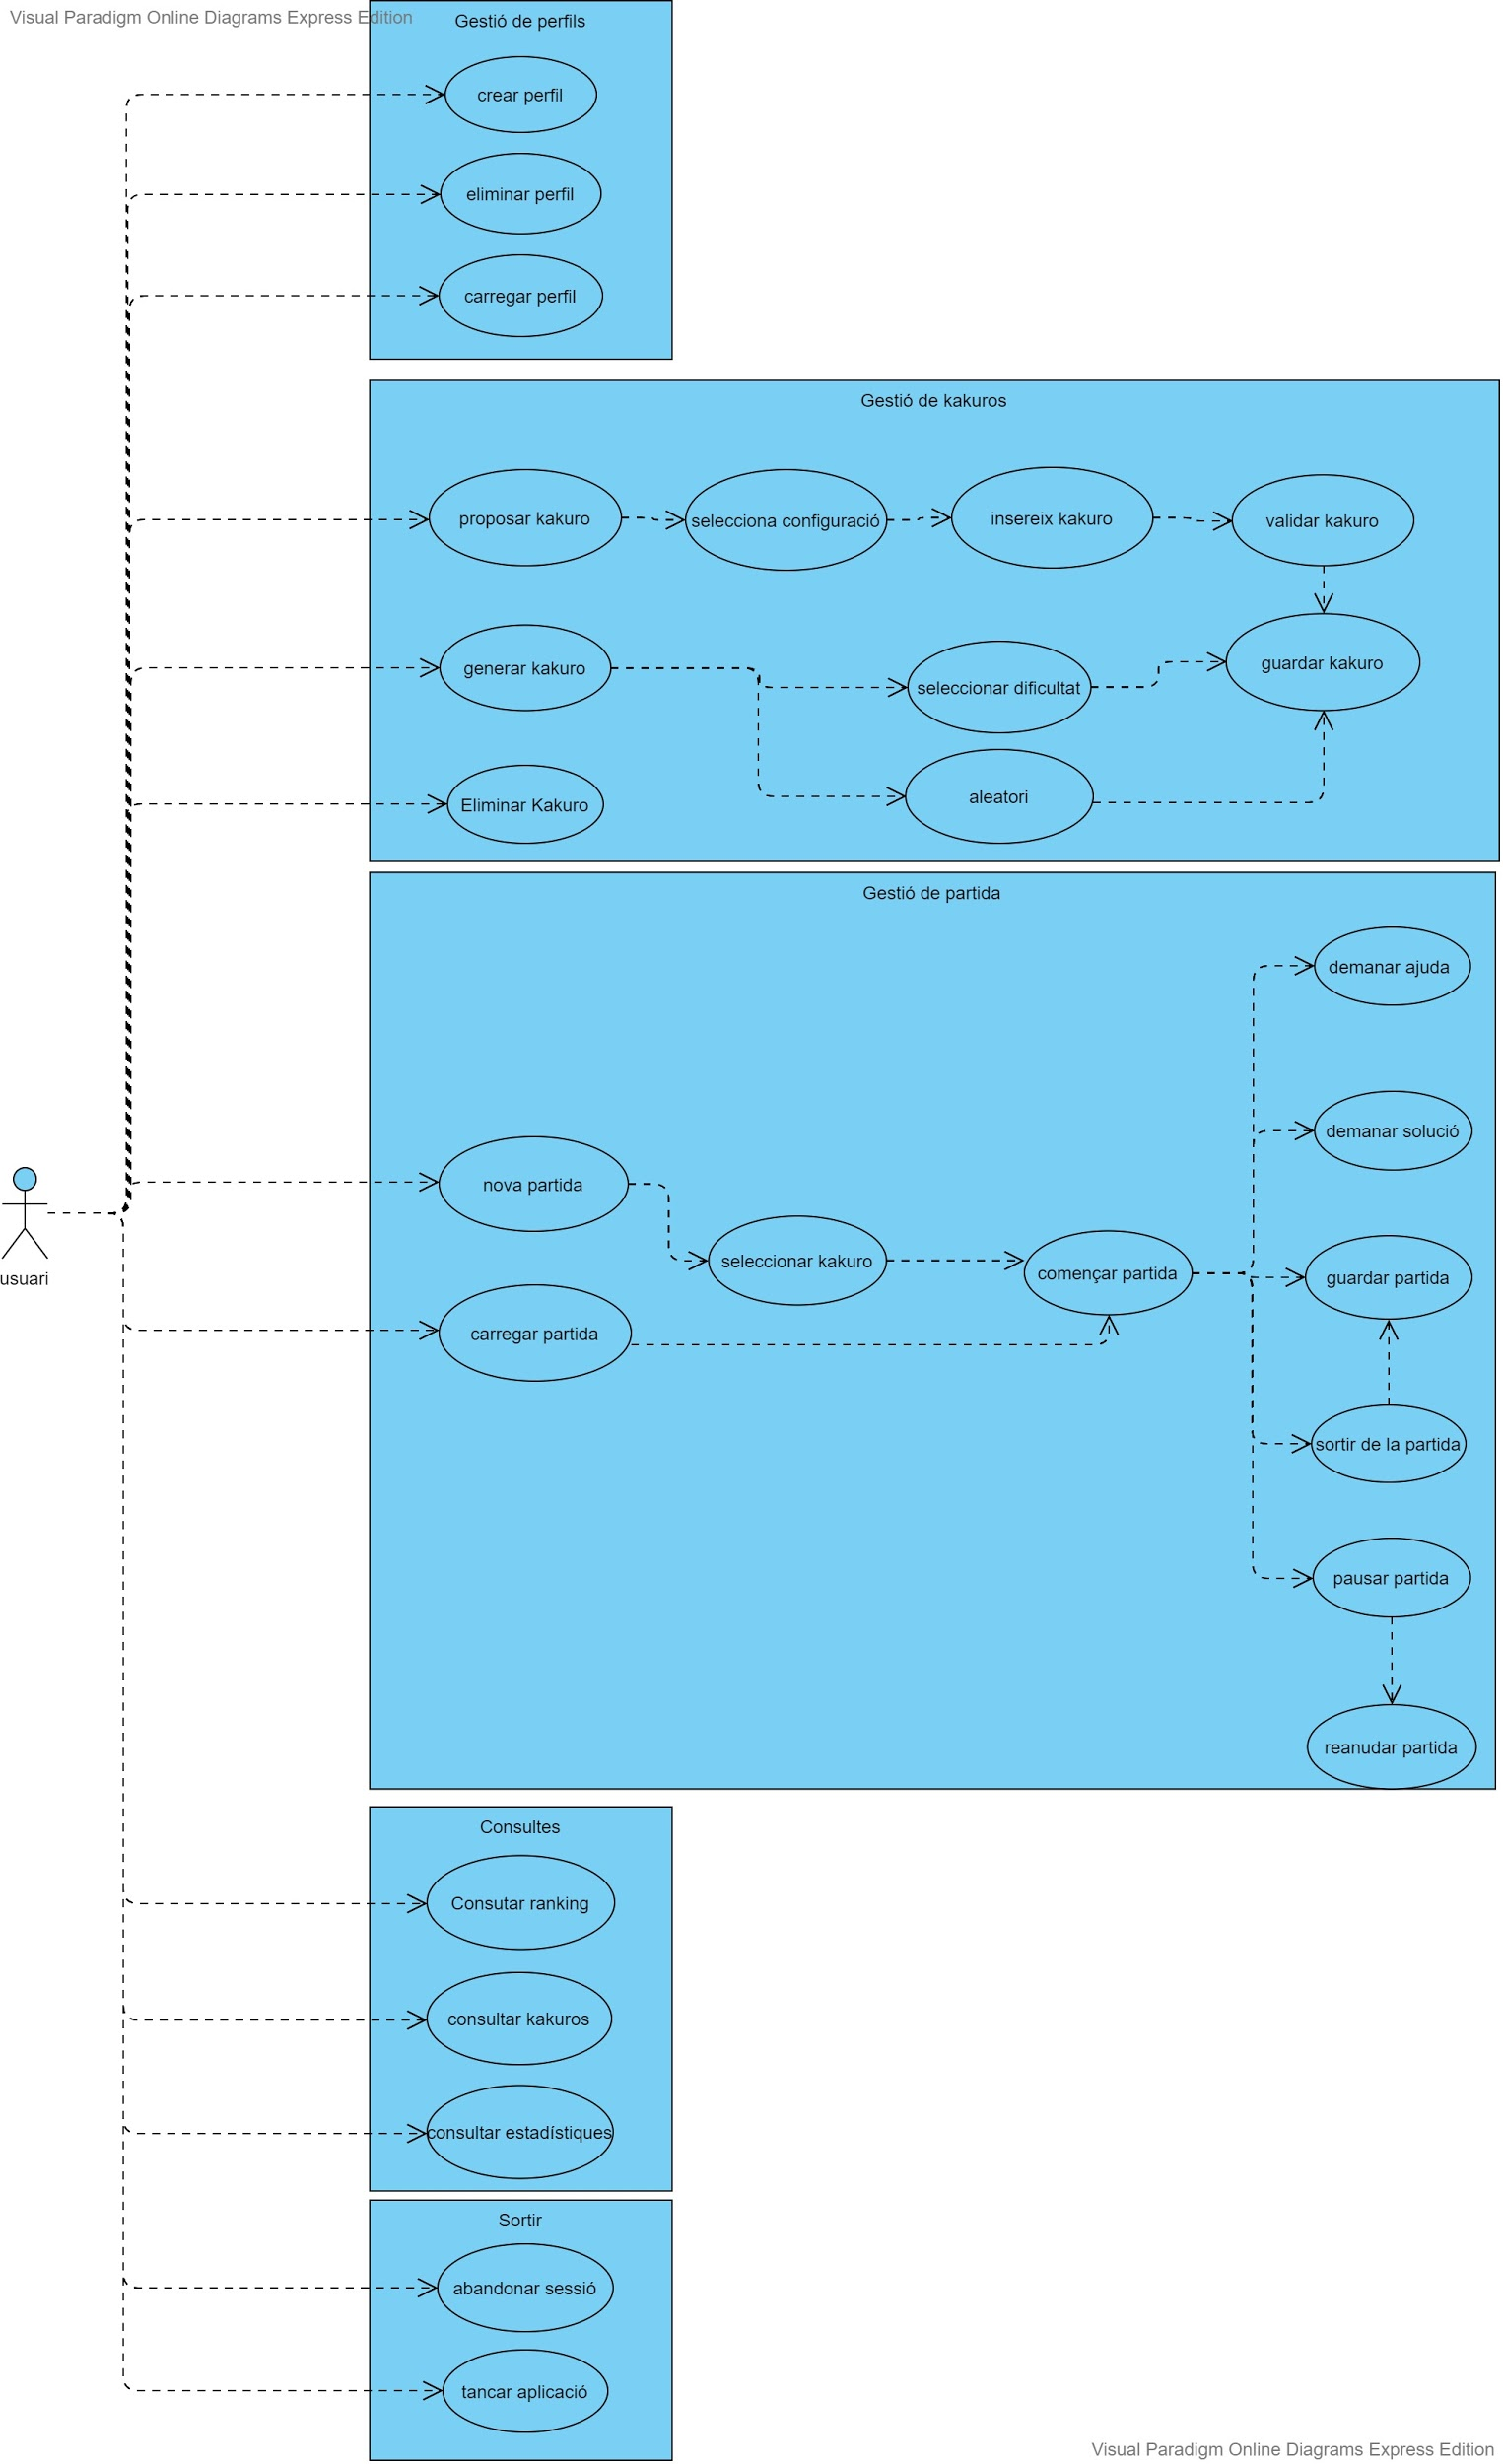 Visual Paradigm Online Diagrams Express Edition
Gestió de perfils
crear perfil
eliminar perfil
carregar perfil
Gestió de kakuros
proposar kakuro
selecciona configuració
insereix kakuro
validar kakuro
generar kakuro
seleccionar dificultat
guardar kakuro
Eliminar Kakuro
aleatori
Gestió de partida
demanar ajuda
demanar solució
nova partida
seleccionar kakuro
començar partida
guardar partida
usuari
carregar partida
sortir de la partida
pausar partida
reanudar partida
Consultes
Consutar ranking
consultar kakuros
consultar estadístiques
Sortir
abandonar sessió
tancar aplicació
Visual Paradigm Online Diagrams Express Edition